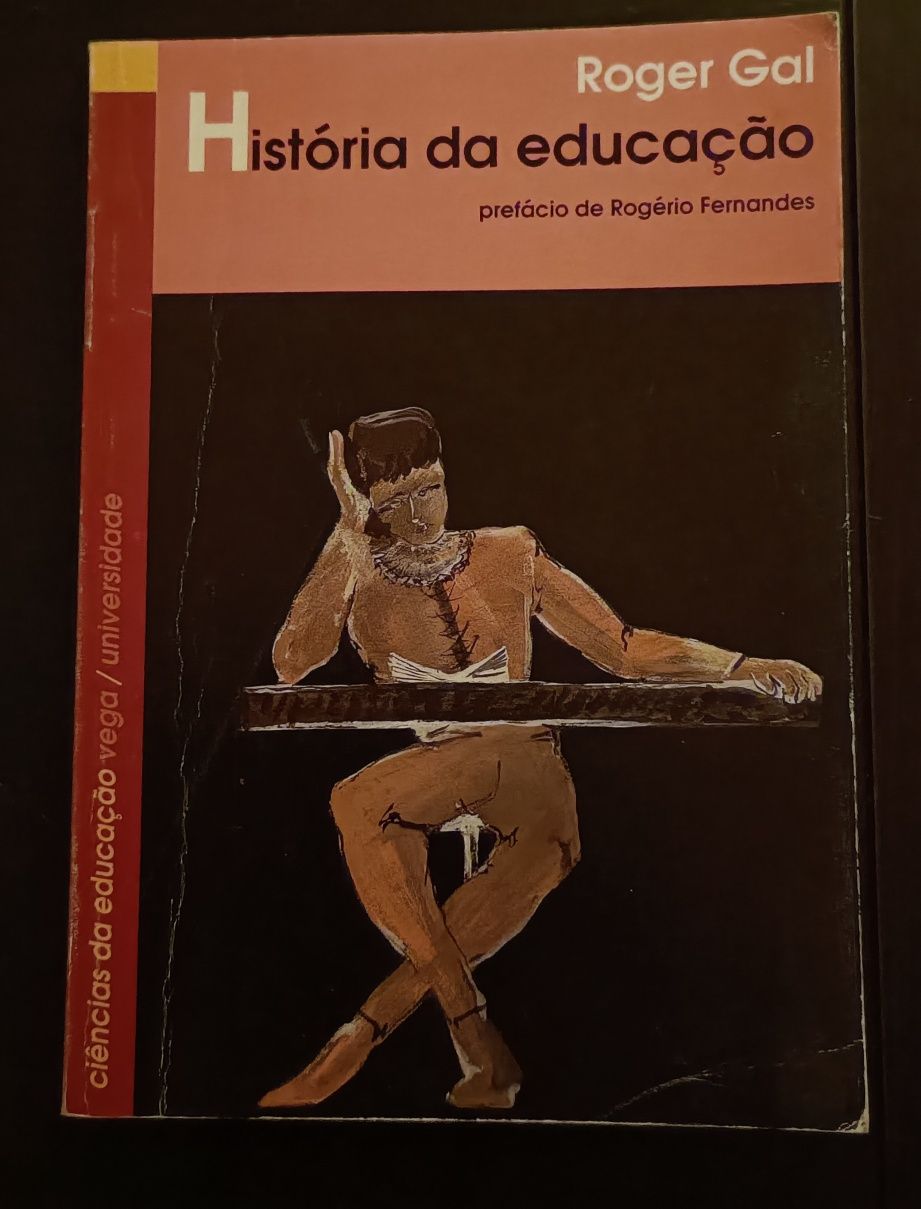 Roger Gal
História da educação
prefácio de Rogério Fernandes
ciências da educação vega / universidade